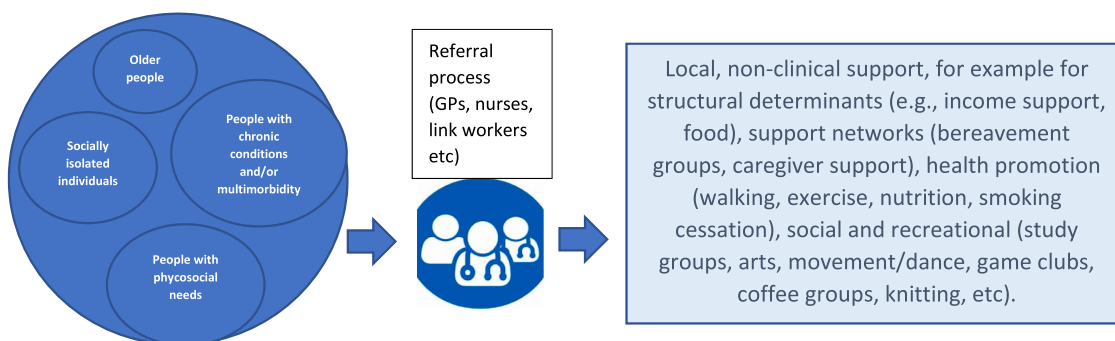 Older
people
Socially
isolated
individuals
People with
chronic
conditions
and/or
multimorbidity
People with
phycosocial
needs
Referral
process
(GPs, nurses,
link workers
etc)
Local, non-clinical support, for example for
structural determinants (e.g., income support,
food), support networks (bereavement
groups, caregiver support), health promotion
(walking, exercise, nutrition, smoking
cessation), social and recreational (study
groups, arts, movement/dance, game clubs,
coffee groups, knitting, etc).